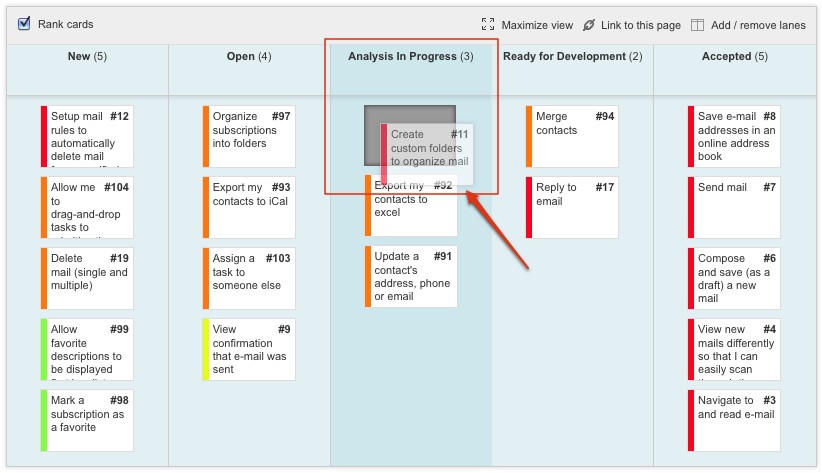 Rank cards
Maximize view
Link to this page
Add / remove lanes
New (5)
Open (4)
Analysis In Progress (3)
Ready for Development (2)
Accepted (5)
Setup mail #12
rules to
automatically
delete mail
Allow me #104
to
drag-and-drop
tasks to
Delete #19
mail (single and
multiple)
Allow #99
favorite
descriptions to
be displayed
Mark a #98
subscription as
a favorite
Organize #97
subscriptions
into folders
Export my #93
contacts to iCal
Assign a #103
task to
someone else
View #9
confirmation
that e-mail was
sent
Create #11
custom folders
to organize mail
Export my #92
contacts to
excel
Update a #91
contact's
address, phone
or email
Merge #94
contacts
Reply to #17
email
Save e-mail #8
addresses in an
online address
book
Send mail #7
Compose #6
and save (as a
draft) a new
mail
View new #4
mails differently
so that I can
easily scan
Navigate to #3
and read e-mail